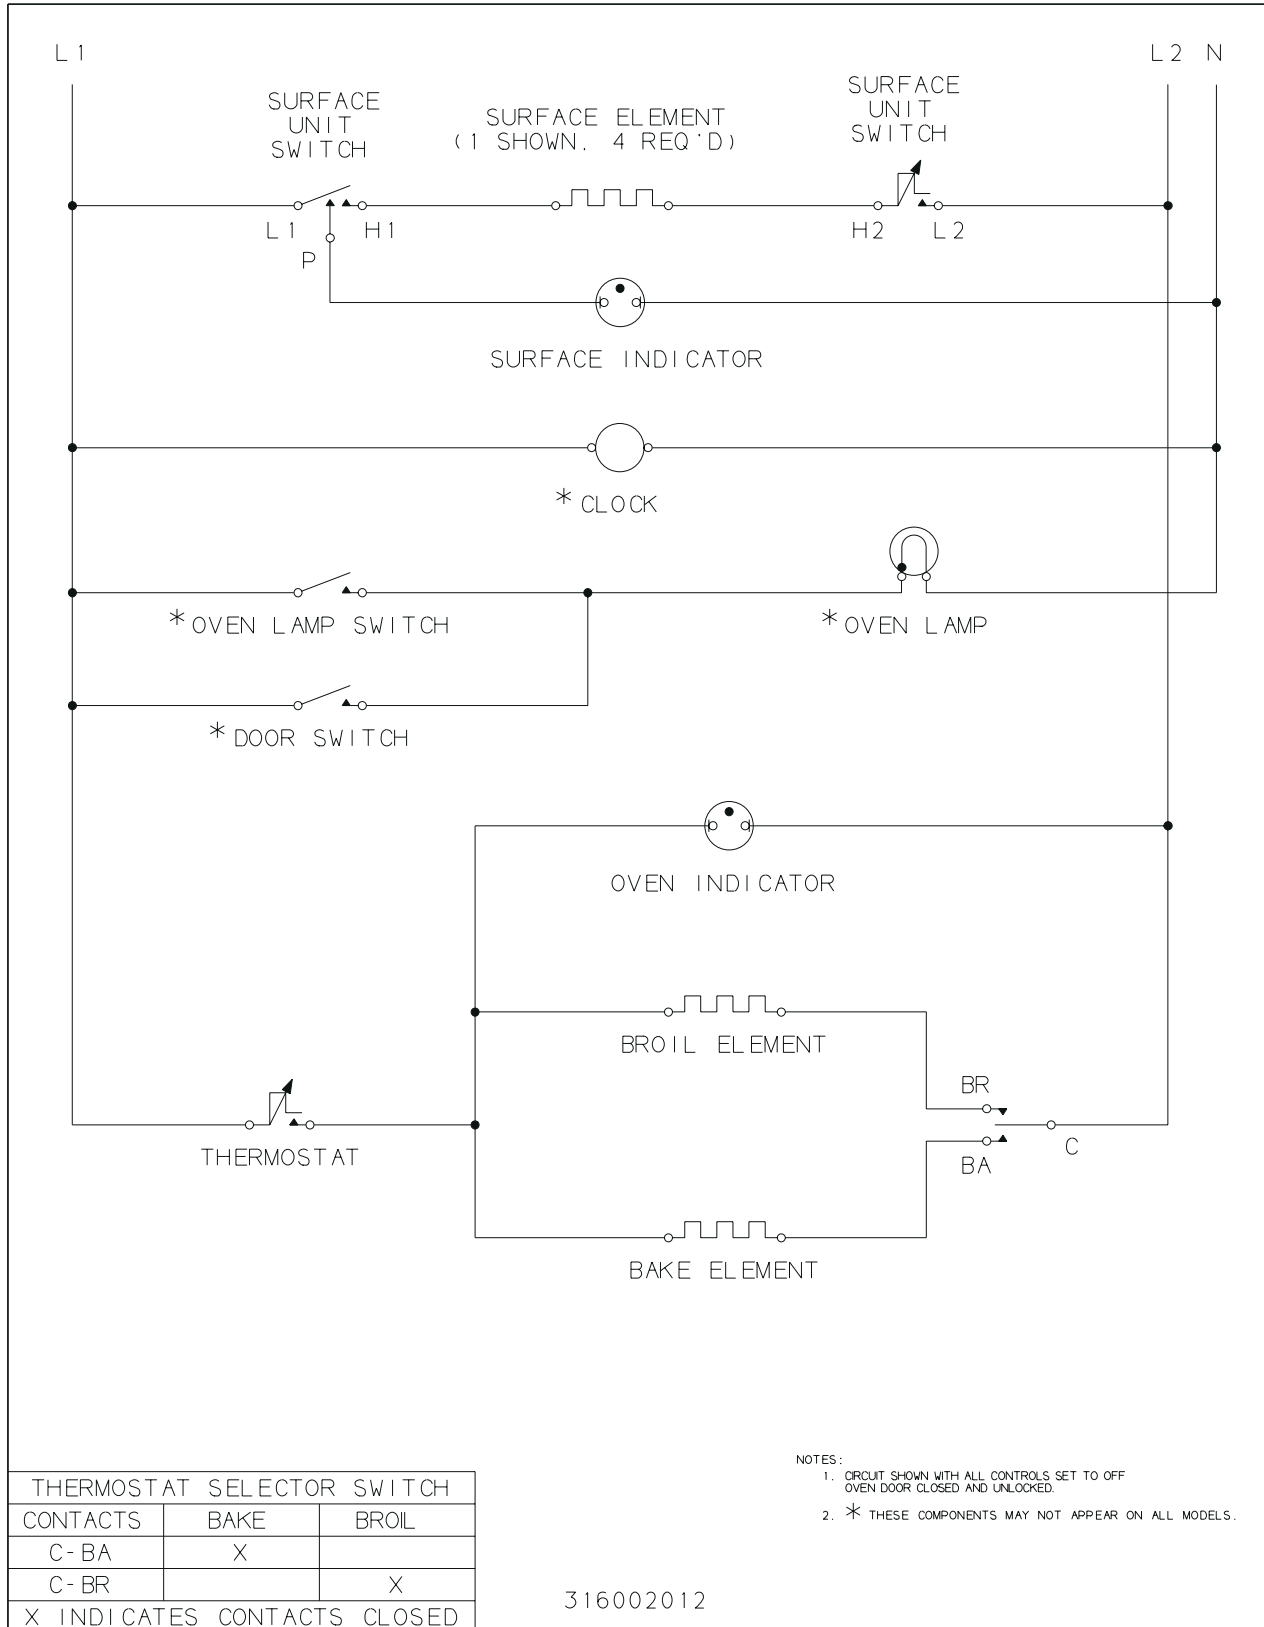 L1
L2 N
SURFACE
UNIT
SWITCH
SURFACE ELEMENT
(1 SHOWN. 4 REQ'D)
SURFACE
UNIT
SWITCH
L1
H1
P
H2
L2
SURFACE INDICATOR
* CLOCK
* OVEN LAMP SWITCH
* OVEN LAMP
* DOOR SWITCH
OVEN INDICATOR
BROIL ELEMENT
BR
THERMOSTAT
C
BA
BAKE ELEMENT
NOTES:
1. CIRCUIT SHOWN WITH ALL CONTROLS SET TO OFF
OVEN DOOR CLOSED AND UNLOCKED.
2. * THESE COMPONENTS MAY NOT APPEAR ON ALL MODELS.
THERMOSTAT SELECTOR SWITCH
CONTACTS BAKE BROIL
C-BA X
C-BR X
X INDICATES CONTACTS CLOSED
316002012